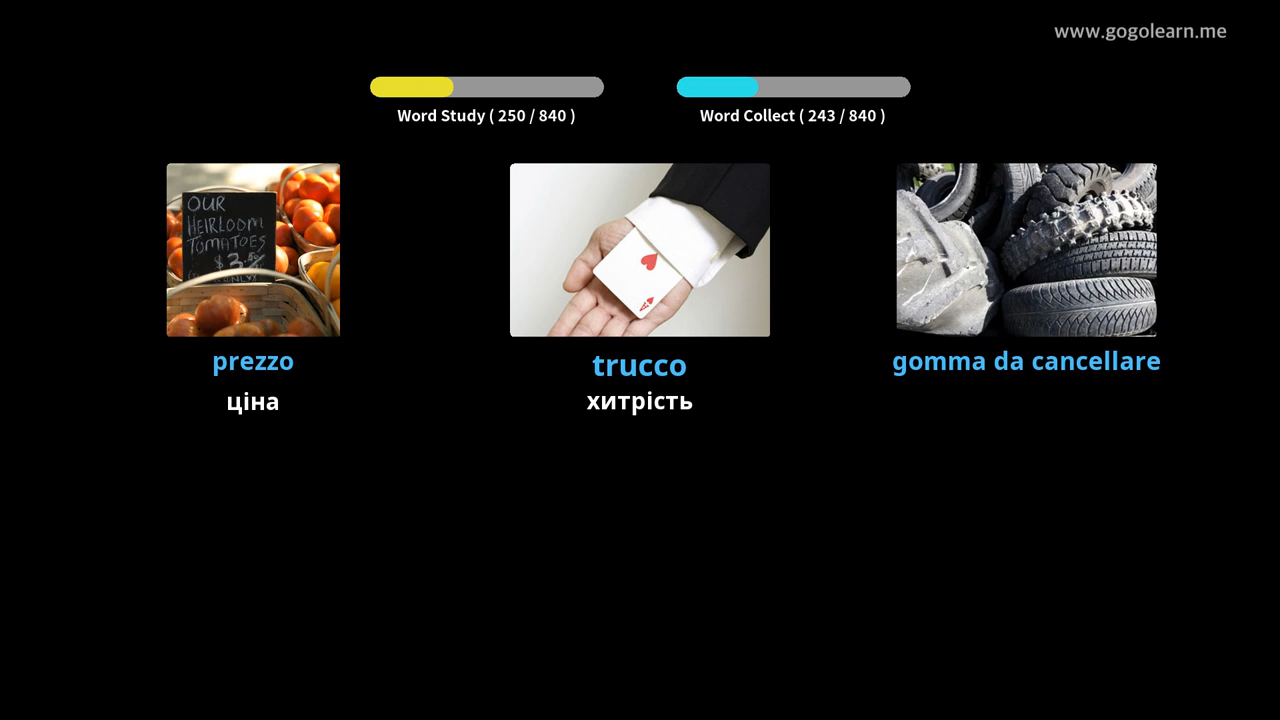 www.gogolearn.me
Word Study ( 250 / 840 )
Word Collect ( 243 / 840 )
OUR
HEIRLOOM
TOMATOES
prezzo
trucco
gomma da cancellare
ціна
хитрість